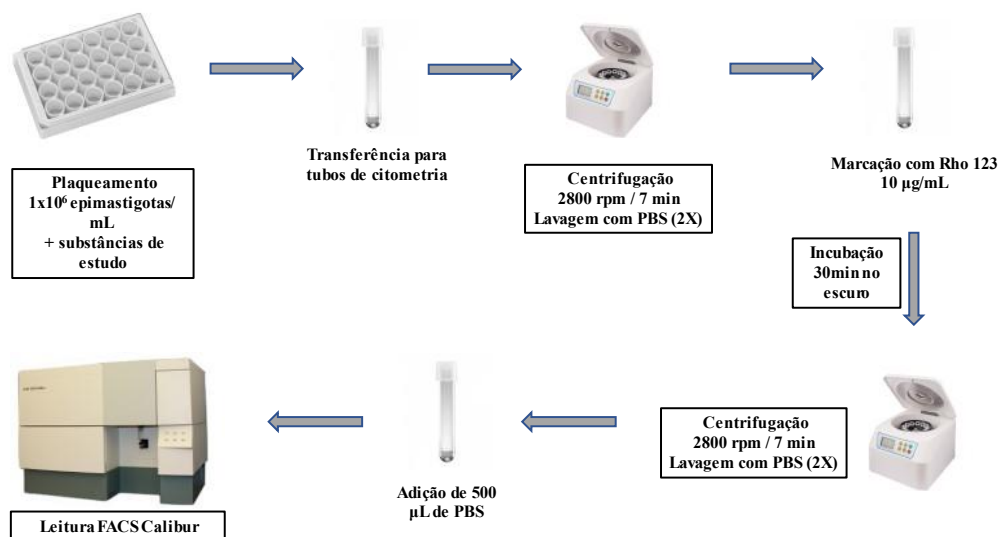 Plaqueamento
1x10⁶ epimastigotas/
mL
+ substâncias de
estudo
Transferência para
tubos de citometria
Centrifugação
2800 rpm / 7 min
Lavagem com PBS (2X)
Marcação com Rho 123
10 µg/mL
Incubação
30min no
escuro
Centrifugação
2800 rpm / 7 min
Lavagem com PBS (2X)
Adição de 500
µL de PBS
Leitura FACS Calibur